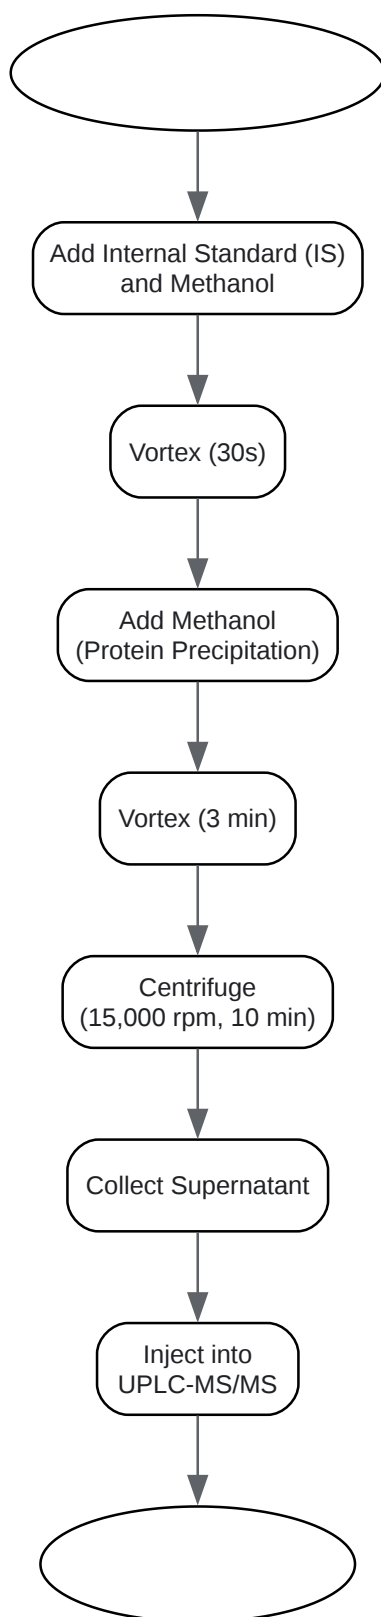 Add Internal Standard (IS)
and Methanol
Vortex (30s)
Add Methanol
(Protein Precipitation)
Vortex (3 min)
Centrifuge
(15,000 rpm, 10 min)
Collect Supernatant
Inject into
UPLC-MS/MS